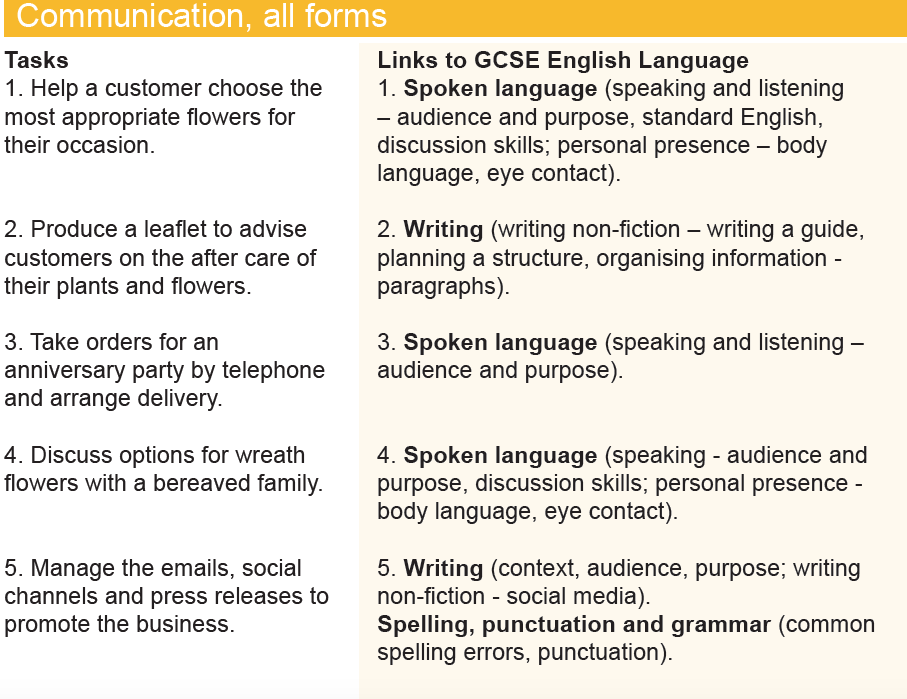 Communication, all forms
Tasks
1. Help a customer choose the
most appropriate flowers for
their occasion.
2. Produce a leaflet to advise
customers on the after care of
their plants and flowers.
3. Take orders for an
anniversary party by telephone
and arrange delivery.
4. Discuss options for wreath
flowers with a bereaved family.
5. Manage the emails, social
channels and press releases to
promote the business.
Links to GCSE English Language
1. Spoken language (speaking and listening
– audience and purpose, standard English,
discussion skills; personal presence – body
language, eye contact).
2. Writing (writing non-fiction – writing a guide,
planning a structure, organising information -
paragraphs).
3. Spoken language (speaking and listening –
audience and purpose).
4. Spoken language (speaking - audience and
purpose, discussion skills; personal presence -
body language, eye contact).
5. Writing (context, audience, purpose; writing
non-fiction - social media).
Spelling, punctuation and grammar (common
spelling errors, punctuation).